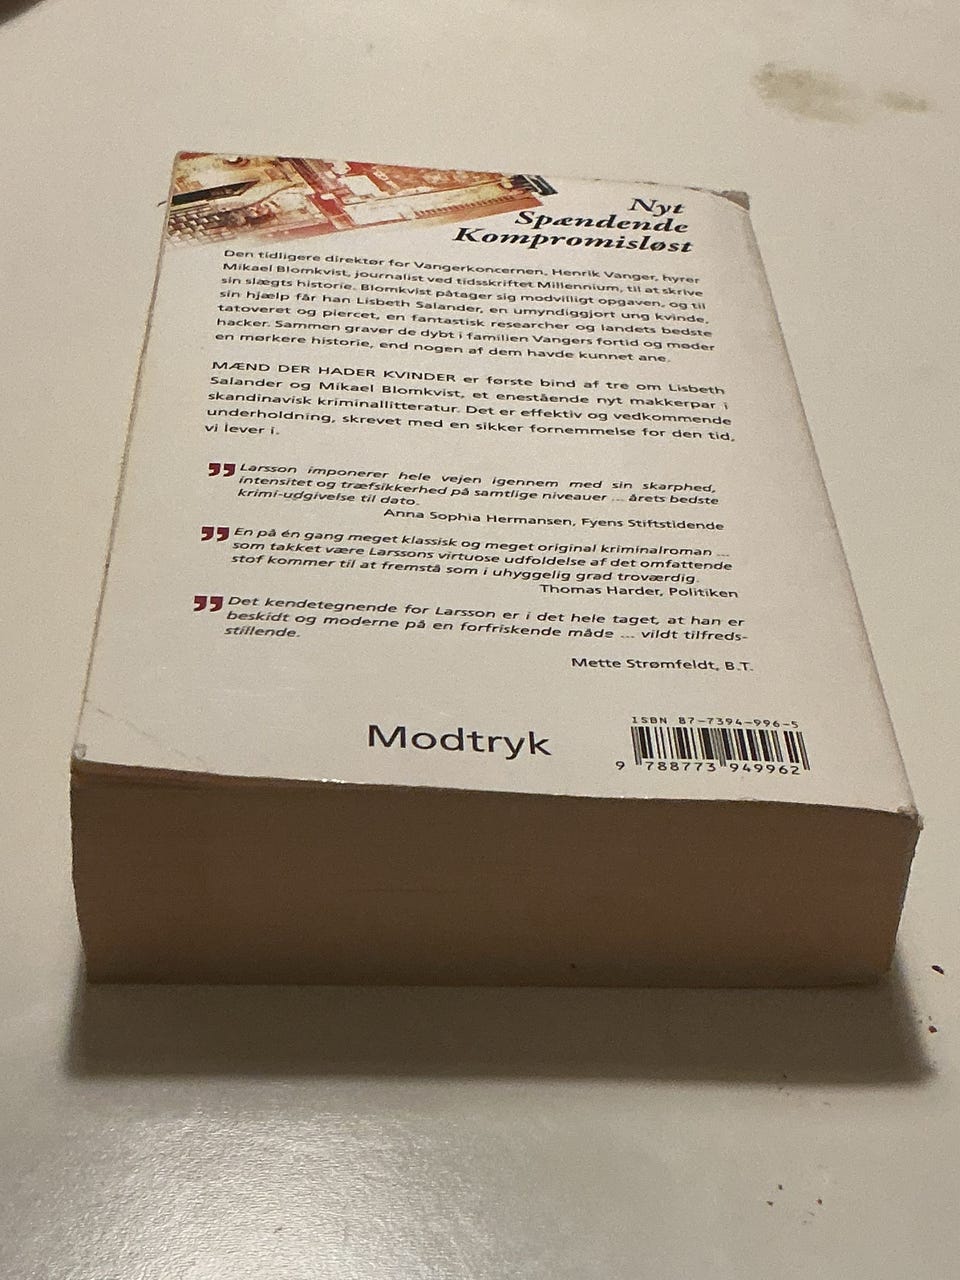 Nyt
Spændende
Kompromisløst
Den tidligere direktør for Vangerkoncernen, Henrik Vanger, hyrer
Mikael Blomkvist, journalist ved tidsskriftet Millennium, til at skrive
sin slægts historie. Blomkvist påtager sig modvilligt opgaven, og til
sin hjælp får han Lisbeth Salander, en umyndiggjort ung kvinde,
tatoveret og piercet, en fantastisk researcher og landets bedste
hacker. Sammen graver de dybt i familien Vangers fortid og møder
en mørkere historie, end nogen af dem havde kunnet ane.
MÆND DER HADER KVINDER er første bind af tre om Lisbeth
Salander og Mikael Blomkvist, et enestående nyt makkerpar i
skandinavisk kriminallitteratur. Det er effektiv og vedkommende
underholdning, skrevet med en sikker fornemmelse for den tid,
vi lever i.
” Larsson imponerer hele vejen igennem med sin skarphed,
intensitet og træfsikkerhed på samtlige niveauer ... årets bedste
krimi-udgivelse til dato.
Anna Sophia Hermansen, Fyens Stiftstidende
” En på én gang meget klassisk og meget original kriminalroman ...
som takket være Larssons virtuose udfoldelse af det omfattende
stof kommer til at fremstå som i uhyggelig grad troværdig.
Thomas Harder, Politiken
” Det kendetegnende for Larsson er i det hele taget, at han er
beskidt og moderne på en forfriskende måde ... vildt tilfreds-
stillende.
Mette Strømfeldt, B.T.
Modtryk
ISBN 87-7394-996-5
9 788773 949962